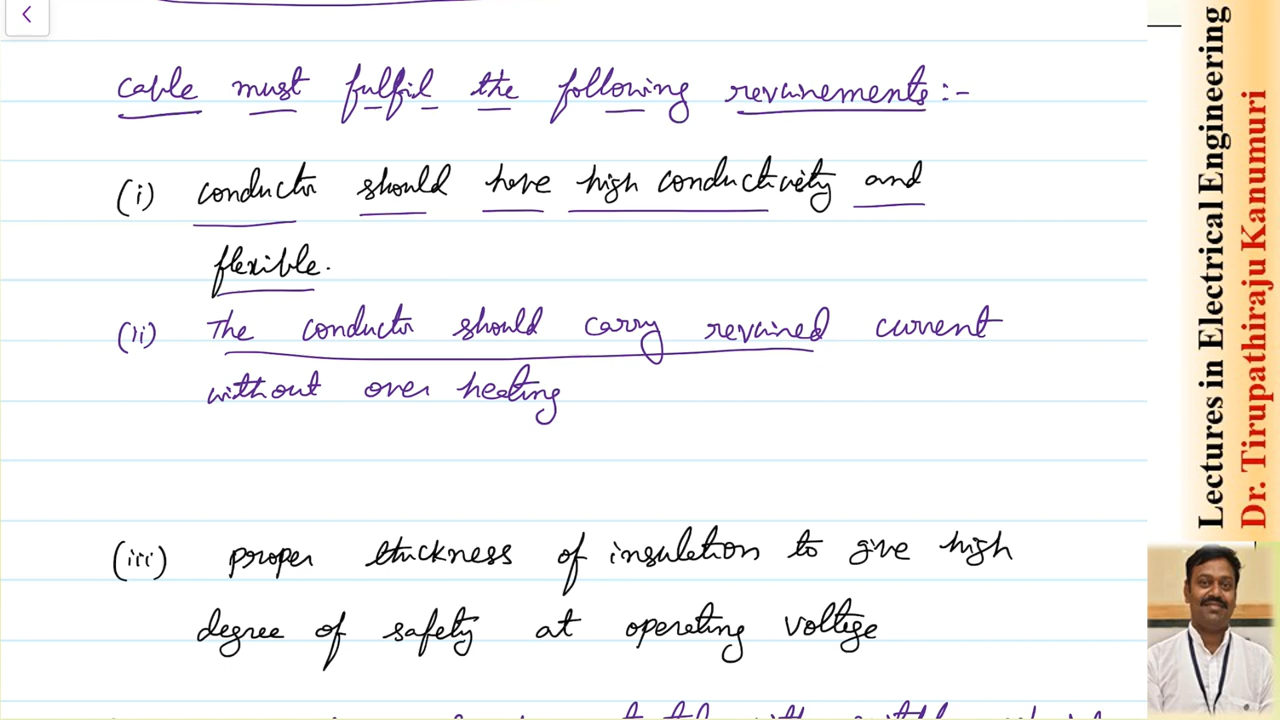 cable must fulfil the following requirements :-
(i) conductor should have high conductivity and
flexible.
(ii) The conductor should carry required current
without over heating
(iii) proper thickness of insulation to give high
degree of safety at operating voltage
Lectures in Electrical Engineering
Dr. Tirupathiraju Kanumuri